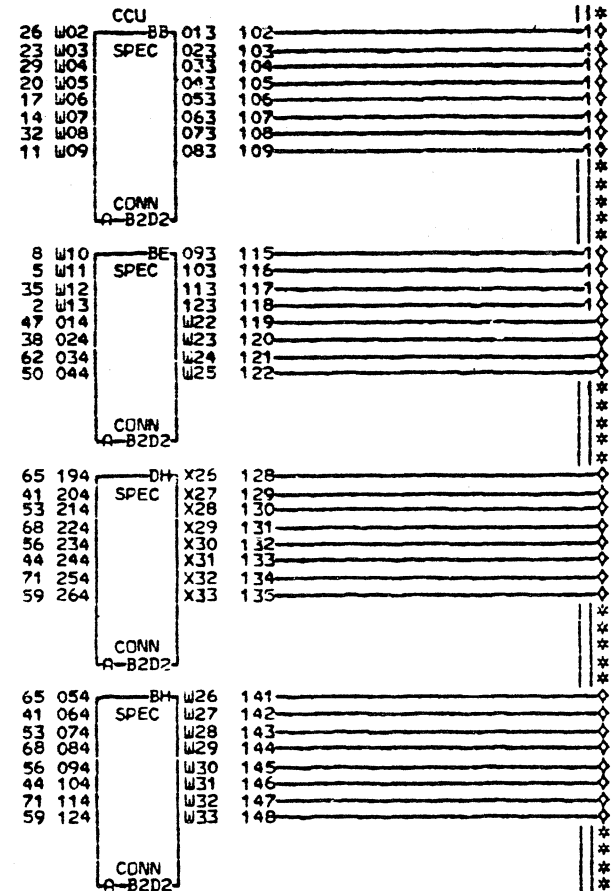 CCU
26 W02 BB 013 102
23 W03 SPEC 023 103
29 W04 033 104
20 W05 043 105
17 W06 053 106
14 W07 063 107
32 W08 073 108
11 W09 083 109
CONN
A B2D2
8 W10 BE 093 115
5 W11 SPEC 103 116
35 W12 113 117
2 W13 123 118
47 014 W22 119
38 024 W23 120
62 034 W24 121
50 044 W25 122
CONN
A B2D2
65 194 DH X26 128
41 204 SPEC X27 129
53 214 X28 130
68 224 X29 131
56 234 X30 132
44 244 X31 133
71 254 X32 134
59 264 X33 135
CONN
A B2D2
65 054 BH W26 141
41 064 SPEC W27 142
53 074 W28 143
68 084 W29 144
56 094 W30 145
44 104 W31 146
71 114 W32 147
59 124 W33 148
CONN
A B2D2